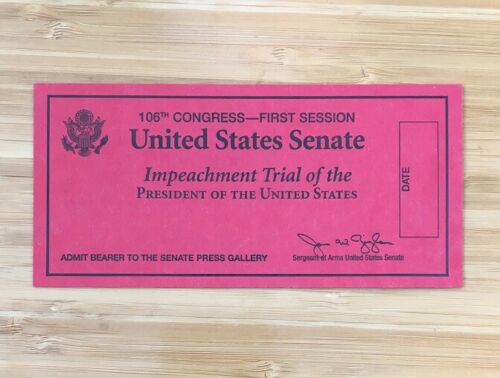 106TH CONGRESS—FIRST SESSION
United States Senate
Impeachment Trial of the
PRESIDENT OF THE UNITED STATES
DATE
ADMIT BEARER TO THE SENATE PRESS GALLERY
Sergeant at Arms United States Senate